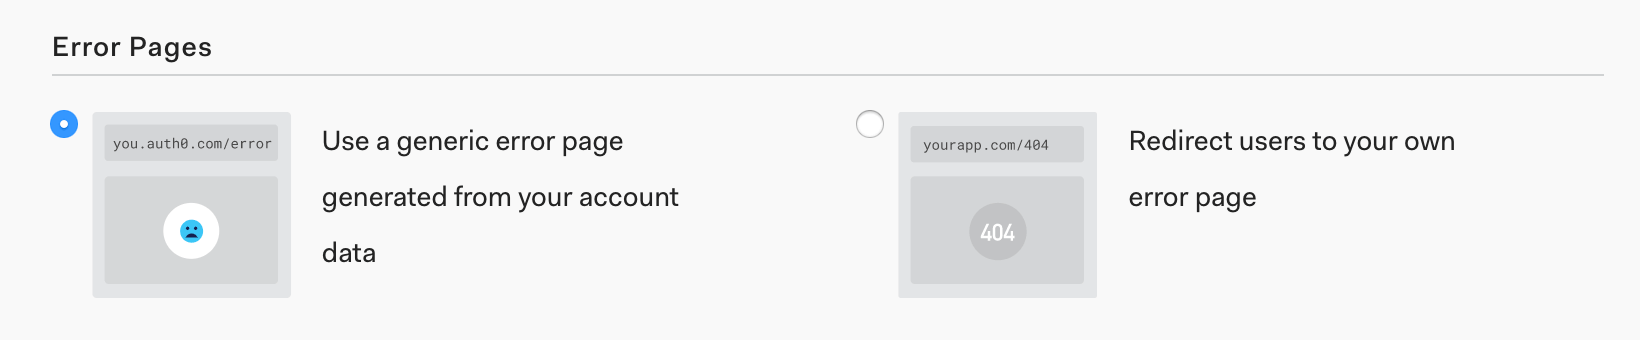 Error Pages
you.auth0.com/error
Use a generic error page
generated from your account
data
yourapp.com/404
404
Redirect users to your own
error page